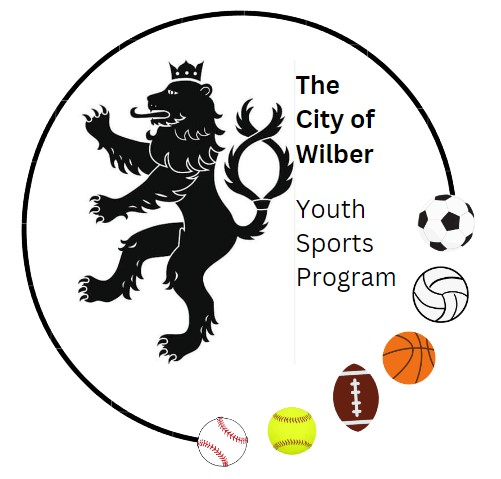 The
City of
Wilber
Youth
Sports
Program